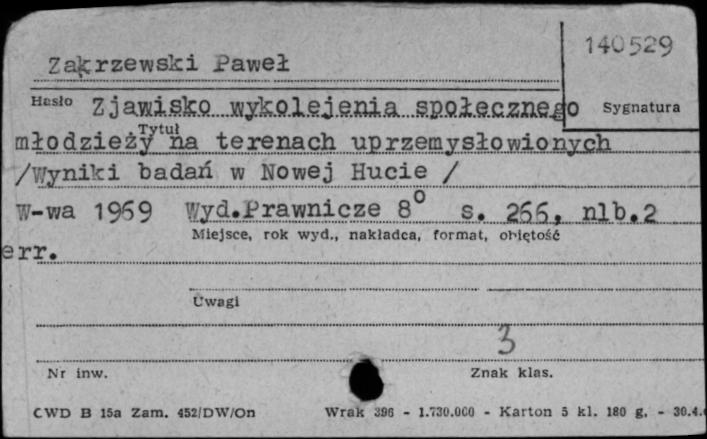 140529
Zakrzewski Paweł
Hasło Zjawisko wykolejenia społecznego Sygnatura
młodzieży Tytuł na terenach uprzemysłowionych
/Wyniki badań w Nowej Hucie /
W-wa 1969 Wyd.Prawnicze 8° s. 266, nlb.2
Miejsce, rok wyd., nakładca, format, objętość
err.
Uwagi
3
Nr inw. Znak klas.
CWD B 15a Zam. 452/DW/On Wrak 396 - 1.730.000 - Karton 5 kl. 180 g. - 30.4.